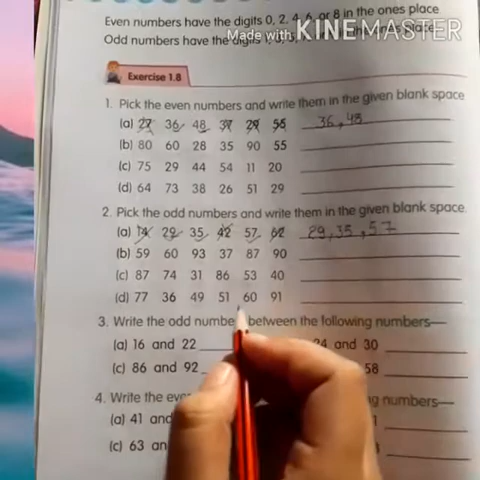 Even numbers have the digits 0, 2, 4, 6, or 8 in the ones place.
Odd numbers have the digits 1, 3, place.
Made with KINEMASTER
Exercise 1.8
1. Pick the even numbers and write them in the given blank space
(a) 27 36 48 37 29 55 36, 48
(b) 80 60 28 35 90 55
(c) 75 29 44 54 11 20
(d) 64 73 38 26 51 29
2. Pick the odd numbers and write them in the given blank space.
(a) 14 29 35 42 57 62 29, 35, 57
(b) 59 60 93 37 87 90
(c) 87 74 31 86 53 40
(d) 77 36 49 51 60 91
3. Write the odd between the following numbers—
(a) 16 and 22 and 30
(c) 86 and 92 58
4. Write the numbers—
(a) 41 and
(c) 63